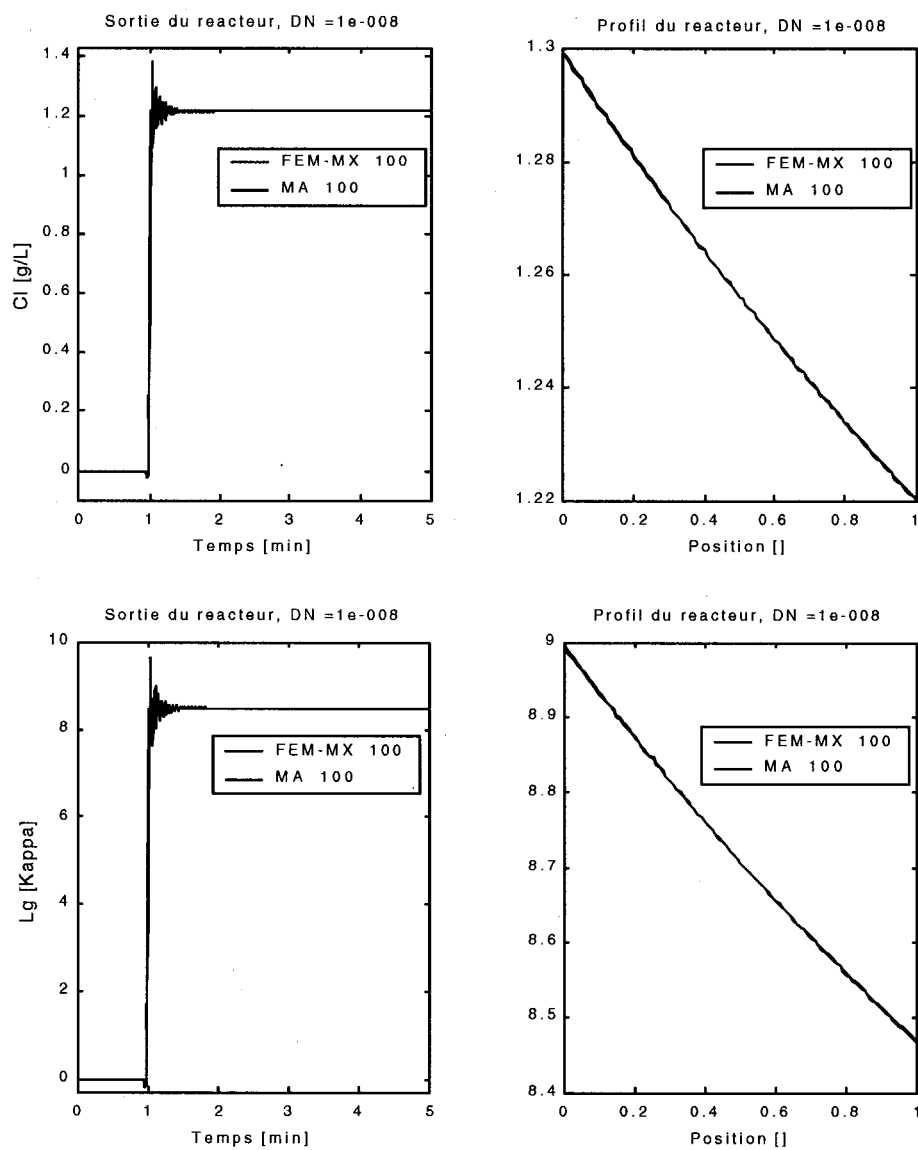 Sortie du reacteur, DN =1e-008
1.4
1.2
1
0.8
0.6
0.4
0.2
0
Cl [g/L]
FEM-MX 100
MA 100
0 1 2 3 4 5
Temps [min]
Profil du reacteur, DN =1e-008
1.3
1.28
1.26
1.24
1.22
FEM-MX 100
MA 100
0 0.2 0.4 0.6 0.8 1
Position []
Sortie du reacteur, DN =1e-008
10
8
6
4
2
0
Lg [Kappa]
FEM-MX 100
MA 100
0 1 2 3 4 5
Temps [min]
Profil du reacteur, DN =1e-008
9
8.9
8.8
8.7
8.6
8.5
8.4
FEM-MX 100
MA 100
0 0.2 0.4 0.6 0.8 1
Position []